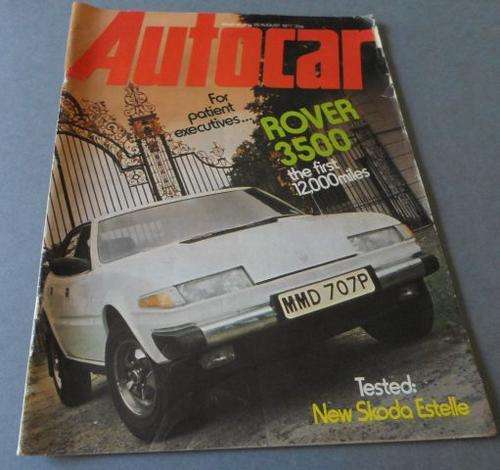 Autocar
For
patient
executives...
ROVER
3500
the first
12,000 miles
MMD 707P
Tested:
New Skoda Estelle